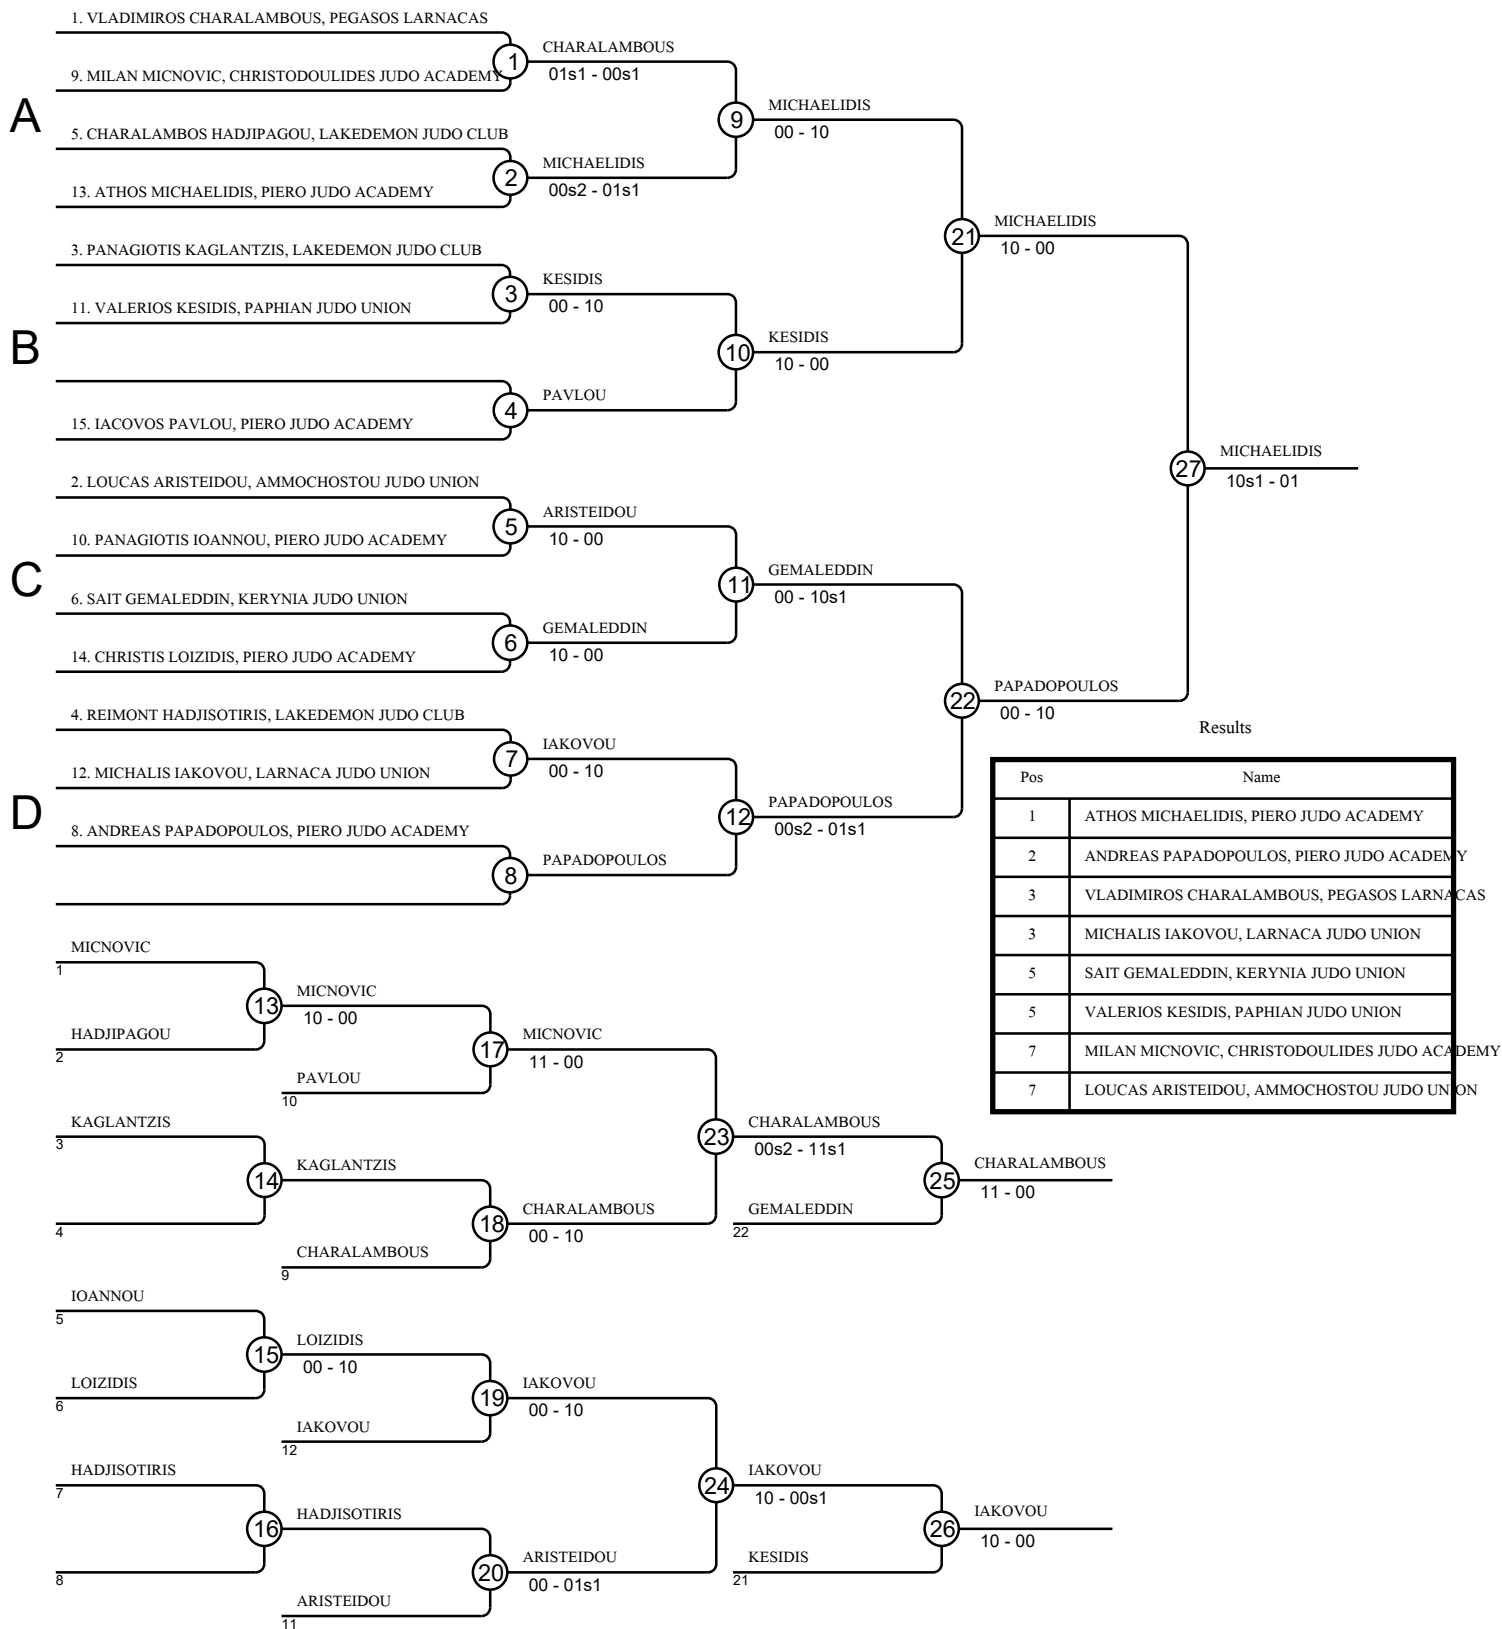 1. VLADIMIROS CHARALAMBOUS, PEGASOS LARNACAS
1
CHARALAMBOUS
01s1 - 00s1
9. MILAN MICNOVIC, CHRISTODOULIDES JUDO ACADEMY
A
9
MICHAELIDIS
00 - 10
5. CHARALAMBOS HADJIPAGOU, LAKEDEMON JUDO CLUB
2
MICHAELIDIS
00s2 - 01s1
13. ATHOS MICHAELIDIS, PIERO JUDO ACADEMY
21
MICHAELIDIS
10 - 00
3. PANAGIOTIS KAGLANTZIS, LAKEDEMON JUDO CLUB
3
KESIDIS
00 - 10
11. VALERIOS KESIDIS, PAPHIAN JUDO UNION
B
10
KESIDIS
10 - 00
4
PAVLOU
15. IACOVOS PAVLOU, PIERO JUDO ACADEMY
27
MICHAELIDIS
10s1 - 01
2. LOUCAS ARISTEIDOU, AMMOCHOSTOU JUDO UNION
5
ARISTEIDOU
10 - 00
10. PANAGIOTIS IOANNOU, PIERO JUDO ACADEMY
C
11
GEMALEDDIN
00 - 10s1
6. SAIT GEMALEDDIN, KERYNIA JUDO UNION
6
GEMALEDDIN
10 - 00
14. CHRISTIS LOIZIDIS, PIERO JUDO ACADEMY
22
PAPADOPOULOS
00 - 10
4. REIMONT HADJISOTIRIS, LAKEDEMON JUDO CLUB
7
IAKOVOU
00 - 10
12. MICHALIS IAKOVOU, LARNACA JUDO UNION
D
12
PAPADOPOULOS
00s2 - 01s1
8. ANDREAS PAPADOPOULOS, PIERO JUDO ACADEMY
8
PAPADOPOULOS
Results
Pos Name
1 ATHOS MICHAELIDIS, PIERO JUDO ACADEMY
2 ANDREAS PAPADOPOULOS, PIERO JUDO ACADEMY
3 VLADIMIROS CHARALAMBOUS, PEGASOS LARNACAS
3 MICHALIS IAKOVOU, LARNACA JUDO UNION
5 SAIT GEMALEDDIN, KERYNIA JUDO UNION
5 VALERIOS KESIDIS, PAPHIAN JUDO UNION
7 MILAN MICNOVIC, CHRISTODOULIDES JUDO ACADEMY
7 LOUCAS ARISTEIDOU, AMMOCHOSTOU JUDO UNION
MICNOVIC
1
13
MICNOVIC
10 - 00
HADJIPAGOU
2
17
MICNOVIC
11 - 00
PAVLOU
10
KAGLANTZIS
3
14
KAGLANTZIS
4
18
CHARALAMBOUS
00 - 10
CHARALAMBOUS
9
23
CHARALAMBOUS
00s2 - 11s1
GEMALEDDIN
22
25
CHARALAMBOUS
11 - 00
IOANNOU
5
15
LOIZIDIS
00 - 10
LOIZIDIS
6
19
IAKOVOU
00 - 10
IAKOVOU
12
HADJISOTIRIS
7
16
HADJISOTIRIS
8
20
ARISTEIDOU
00 - 01s1
ARISTEIDOU
11
24
IAKOVOU
10 - 00s1
KESIDIS
21
26
IAKOVOU
10 - 00